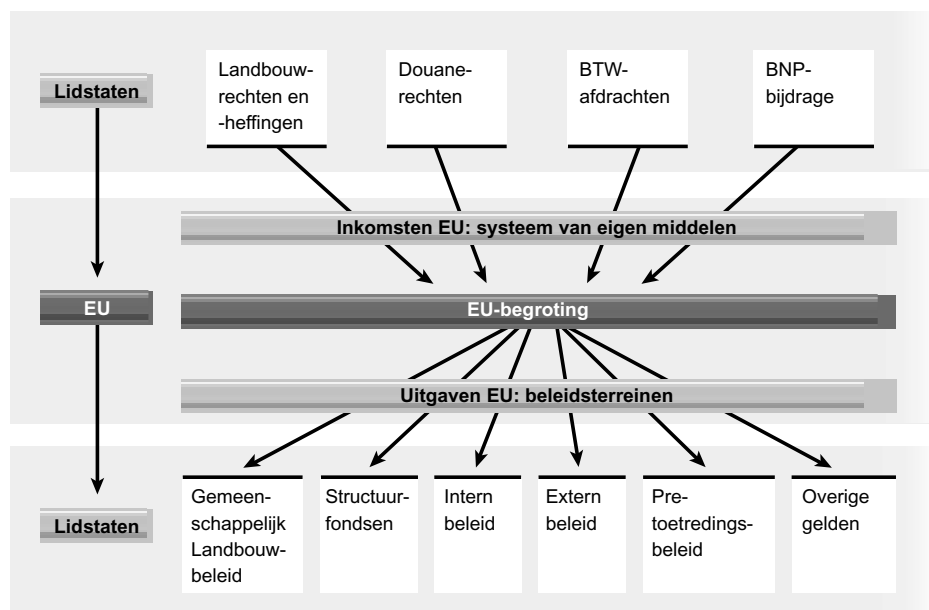 Lidstaten
Landbouw-
rechten en
-heffingen
Douane-
rechten
BTW-
afdrachten
BNP-
bijdrage
Inkomsten EU: systeem van eigen middelen
EU
EU-begroting
Uitgaven EU: beleidsterreinen
Lidstaten
Gemeen-
schappelijk
Landbouw-
beleid
Structuur-
fondsen
Intern
beleid
Extern
beleid
Pre-
toetredings-
beleid
Overige
gelden